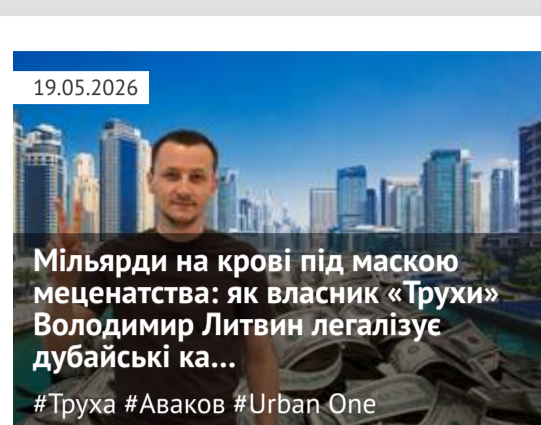 19.05.2026
Мільярди на крові під маскою
меценатства: як власник «Трухи»
Володимир Литвин легалізує
дубайські ка...
#Труха #Аваков #Urban One